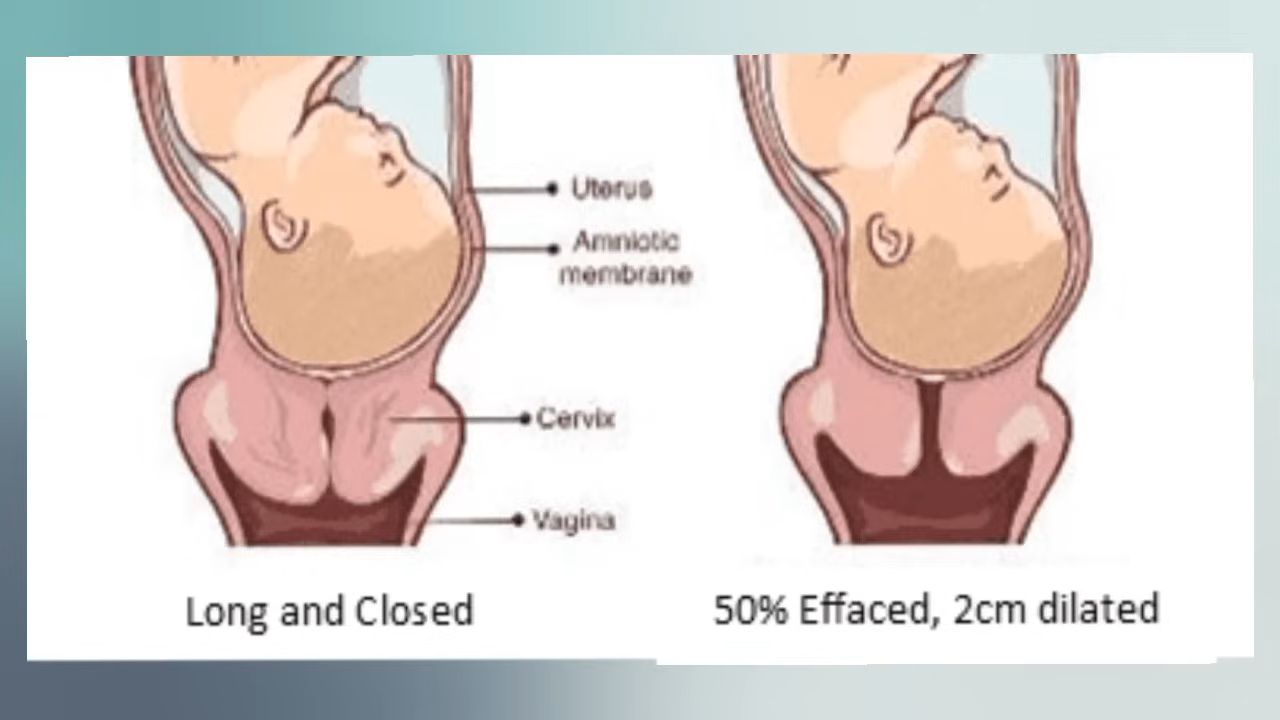 Uterus
Amniotic
membrane
Cervix
Vagina
Long and Closed
50% Effaced, 2cm dilated